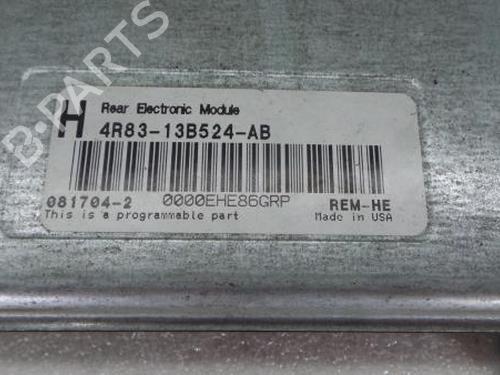 B-PARTS
H
Rear Electronic Module
4R83-13B524-AB
081704-2 0000EHE86GRP REM-HE
This is a programmable part Made in USA